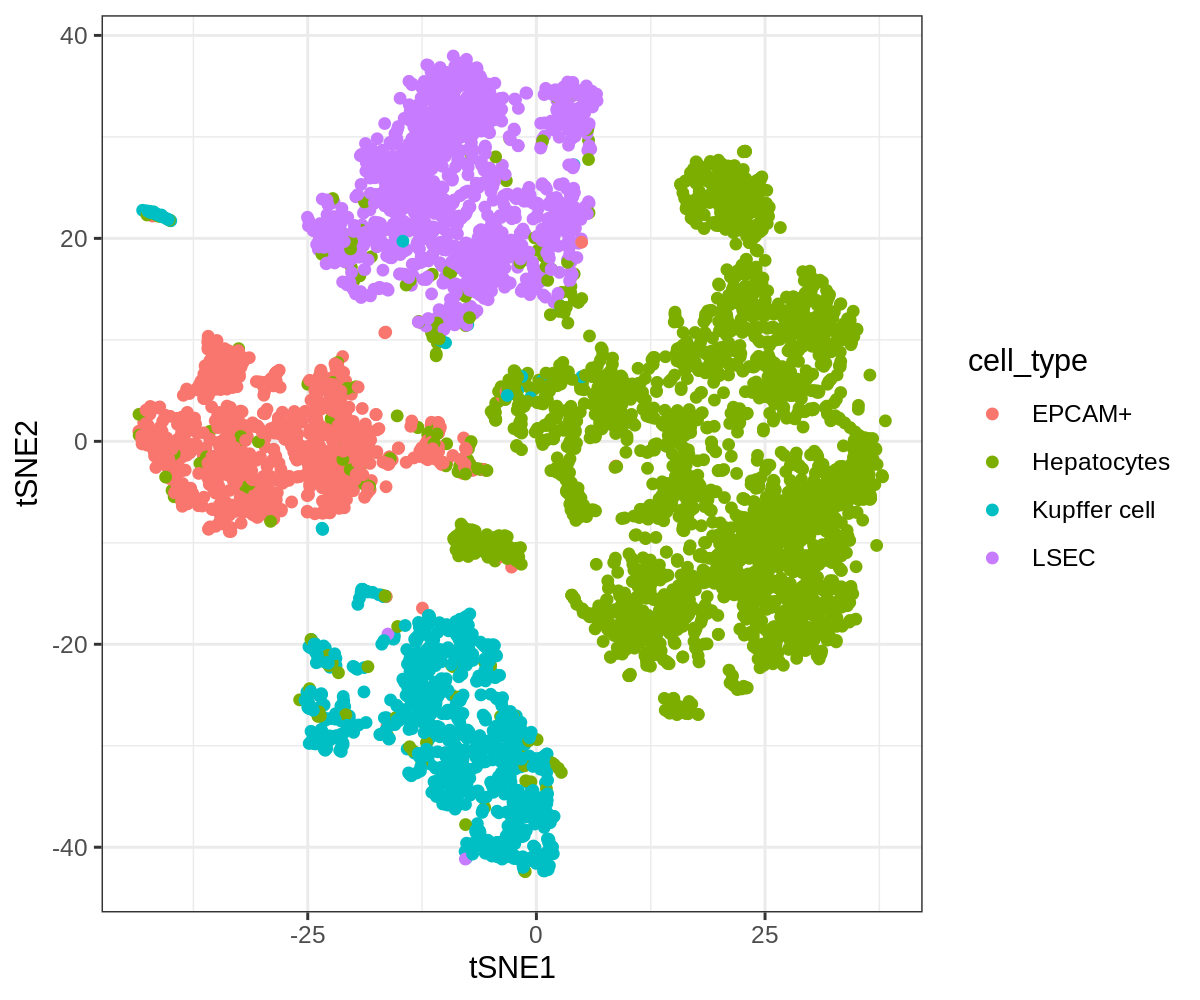 40
20
0
-20
-40
-25
0
25
tSNE1
tSNE2
cell_type
EPCAM+
Hepatocytes
Kupffer cell
LSEC